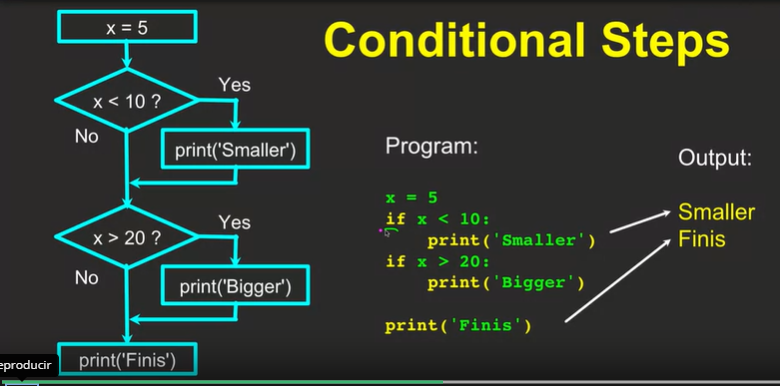 Conditional Steps
x = 5
x < 10 ?
Yes
No
print('Smaller')
x > 20 ?
Yes
No
print('Bigger')
print('Finis')
Program:
x = 5
if x < 10:
    print('Smaller')
if x > 20:
    print('Bigger')
print('Finis')
Output:
Smaller
Finis
eproducir